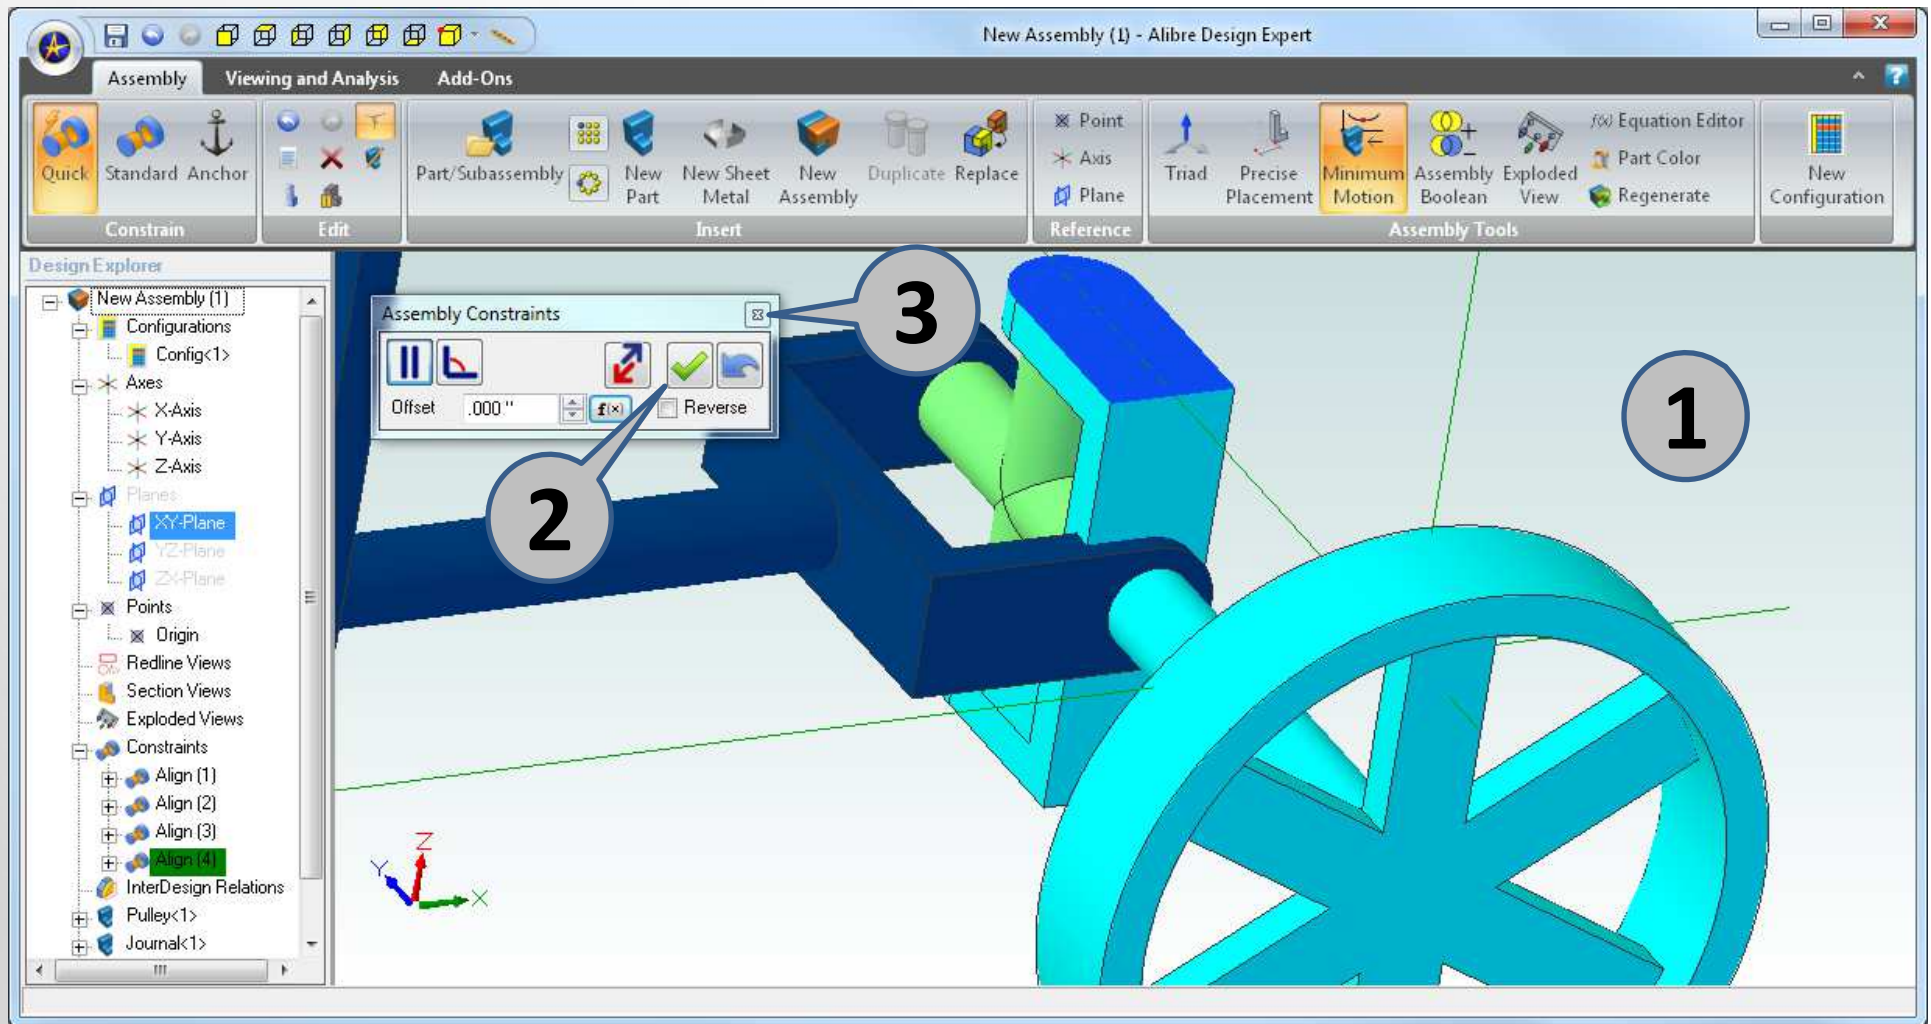 New Assembly (1) - Alibre Design Expert
Assembly Viewing and Analysis Add-Ons
Quick Standard Anchor
Constrain
Edit
Part/Subassembly
New Part
New Sheet Metal
New Assembly
Duplicate
Replace
Insert
Point
Axis
Plane
Reference
Triad
Precise Placement
Minimum Motion
Assembly Boolean
Exploded View
f(x) Equation Editor
Part Color
Regenerate
Assembly Tools
New Configuration
Design Explorer
New Assembly (1)
Configurations
Config<1>
Axes
X-Axis
Y-Axis
Z-Axis
Planes
XY-Plane
YZ-Plane
ZX-Plane
Points
Origin
Redline Views
Section Views
Exploded Views
Constraints
Align (1)
Align (2)
Align (3)
Align (4)
InterDesign Relations
Pulley<1>
Journal<1>
Assembly Constraints
Offset .000 " f(x) Reverse
3
1
2
Z
Y
X